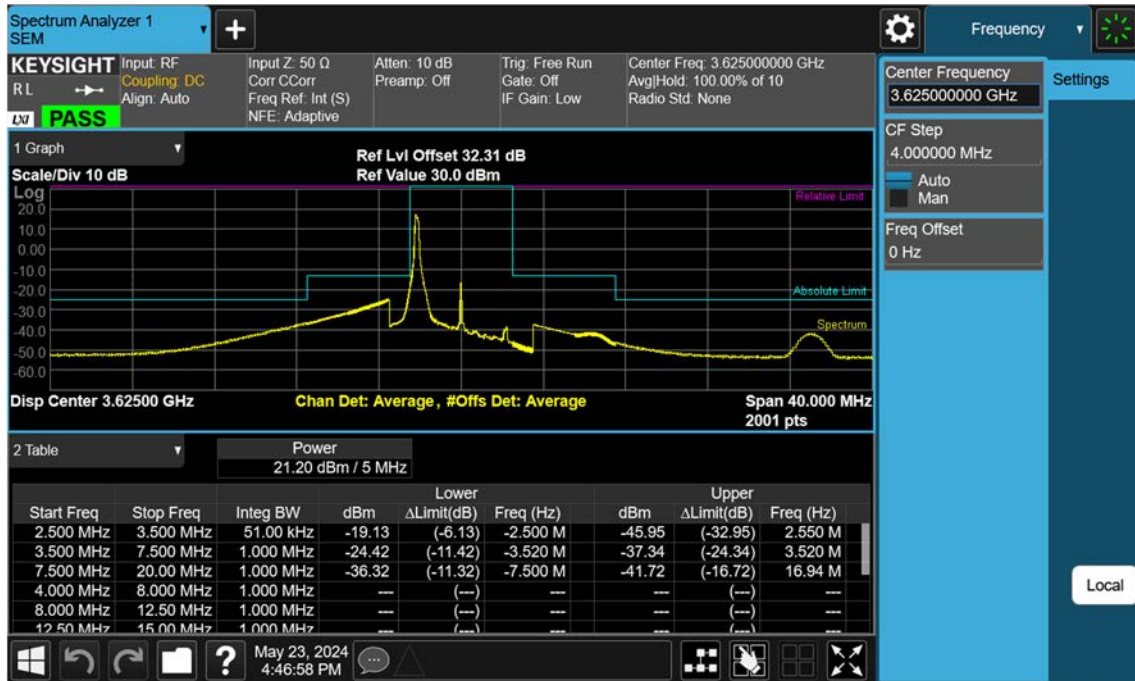 Spectrum Analyzer 1
SEM
+
Frequency
KEYSIGHT
RL
LXI
PASS
Input: RF
Coupling: DC
Align: Auto
Input Z: 50 Ω
Corr CCorr
Freq Ref: Int (S)
NFE: Adaptive
Atten: 10 dB
Preamp: Off
Trig: Free Run
Gate: Off
IF Gain: Low
Center Freq: 3.625000000 GHz
Avg|Hold: 100.00% of 10
Radio Std: None
Center Frequency
3.625000000 GHz
Settings
CF Step
4.000000 MHz
Auto
Man
Freq Offset
0 Hz
Local
1 Graph
Scale/Div 10 dB
Ref Lvl Offset 32.31 dB
Ref Value 30.0 dBm
Log
20.0
10.0
0.00
-10.0
-20.0
-30.0
-40.0
-50.0
-60.0
Relative Limit
Absolute Limit
Spectrum
Disp Center 3.62500 GHz
Chan Det: Average, #Offs Det: Average
Span 40.000 MHz
2001 pts
2 Table
Power
21.20 dBm / 5 MHz
Lower Upper
Start Freq Stop Freq Integ BW dBm ΔLimit(dB) Freq (Hz) dBm ΔLimit(dB) Freq (Hz)
2.500 MHz 3.500 MHz 51.00 kHz -19.13 (-6.13) -2.500 M -45.95 (-32.95) 2.550 M
3.500 MHz 7.500 MHz 1.000 MHz -24.42 (-11.42) -3.520 M -37.34 (-24.34) 3.520 M
7.500 MHz 20.00 MHz 1.000 MHz -36.32 (-11.32) -7.500 M -41.72 (-16.72) 16.94 M
4.000 MHz 8.000 MHz 1.000 MHz --- (---) --- --- (---) ---
8.000 MHz 12.50 MHz 1.000 MHz --- (---) --- --- (---) ---
12.50 MHz 15.00 MHz 1.000 MHz --- (---) --- --- (---) ---
?
May 23, 2024
4:46:58 PM